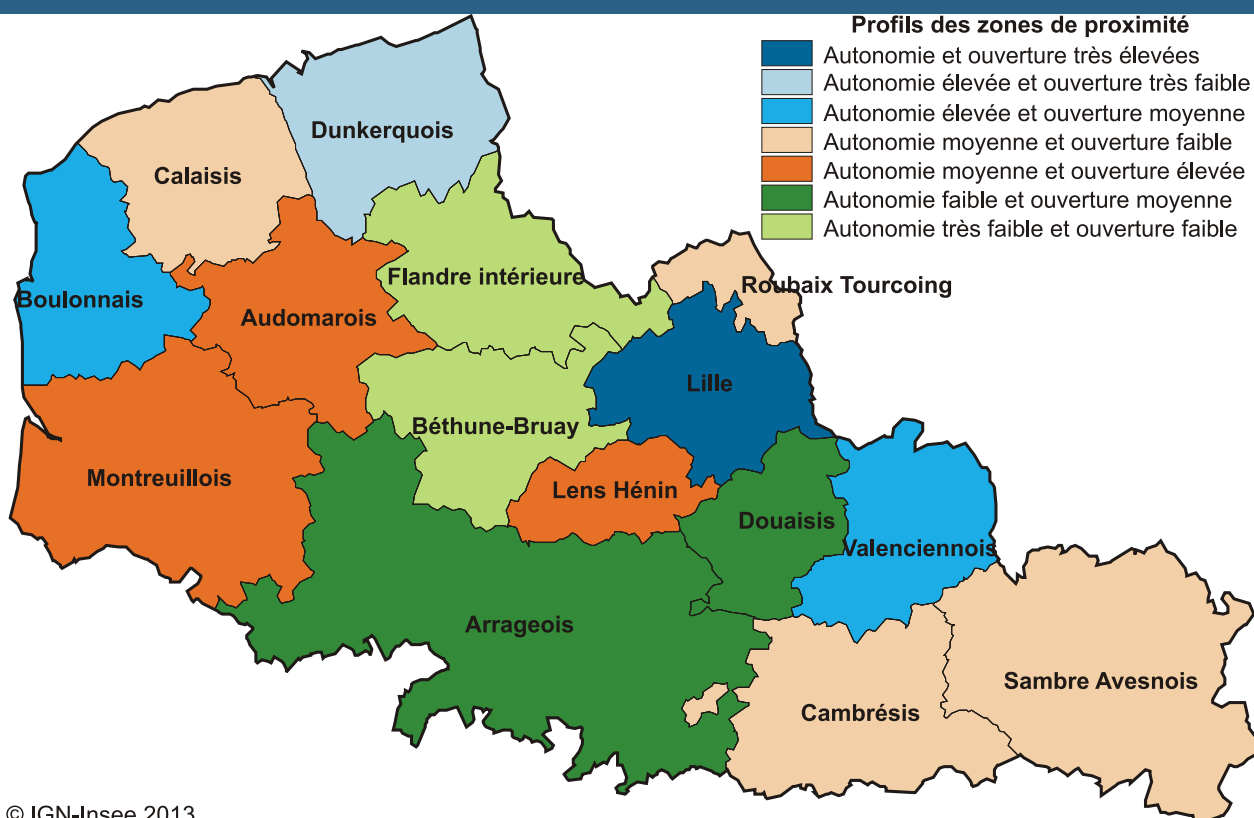 Profils des zones de proximité
Autonomie et ouverture très élevées
Autonomie élevée et ouverture très faible
Autonomie élevée et ouverture moyenne
Autonomie moyenne et ouverture faible
Autonomie moyenne et ouverture élevée
Autonomie faible et ouverture moyenne
Autonomie très faible et ouverture faible
Dunkerquois
Calaisis
Flandre intérieure
Roubaix Tourcoing
Boulonnais
Audomarois
Lille
Béthune-Bruay
Montreuillois
Lens Hénin
Douaisis
Valenciennois
Arrageois
Sambre Avesnois
Cambrésis
© IGN-Insee 2013